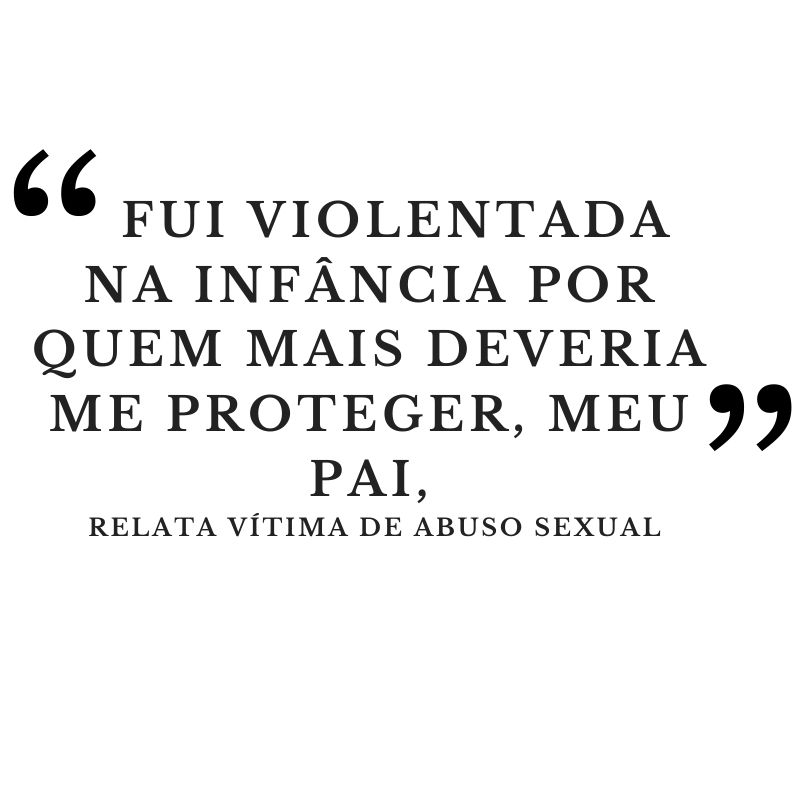 “ FUI VIOLENTADA
NA INFÂNCIA POR
QUEM MAIS DEVERIA
ME PROTEGER, MEU ”
PAI,
RELATA VÍTIMA DE ABUSO SEXUAL